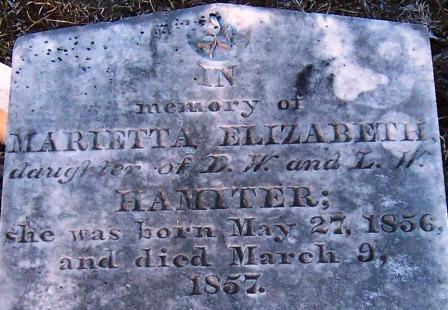 IN
memory of
MARIETTA ELIZABETH,
daughter of D. W. and L. W.
HAMITER;
she was born May 27, 1856,
and died March 9,
1857.